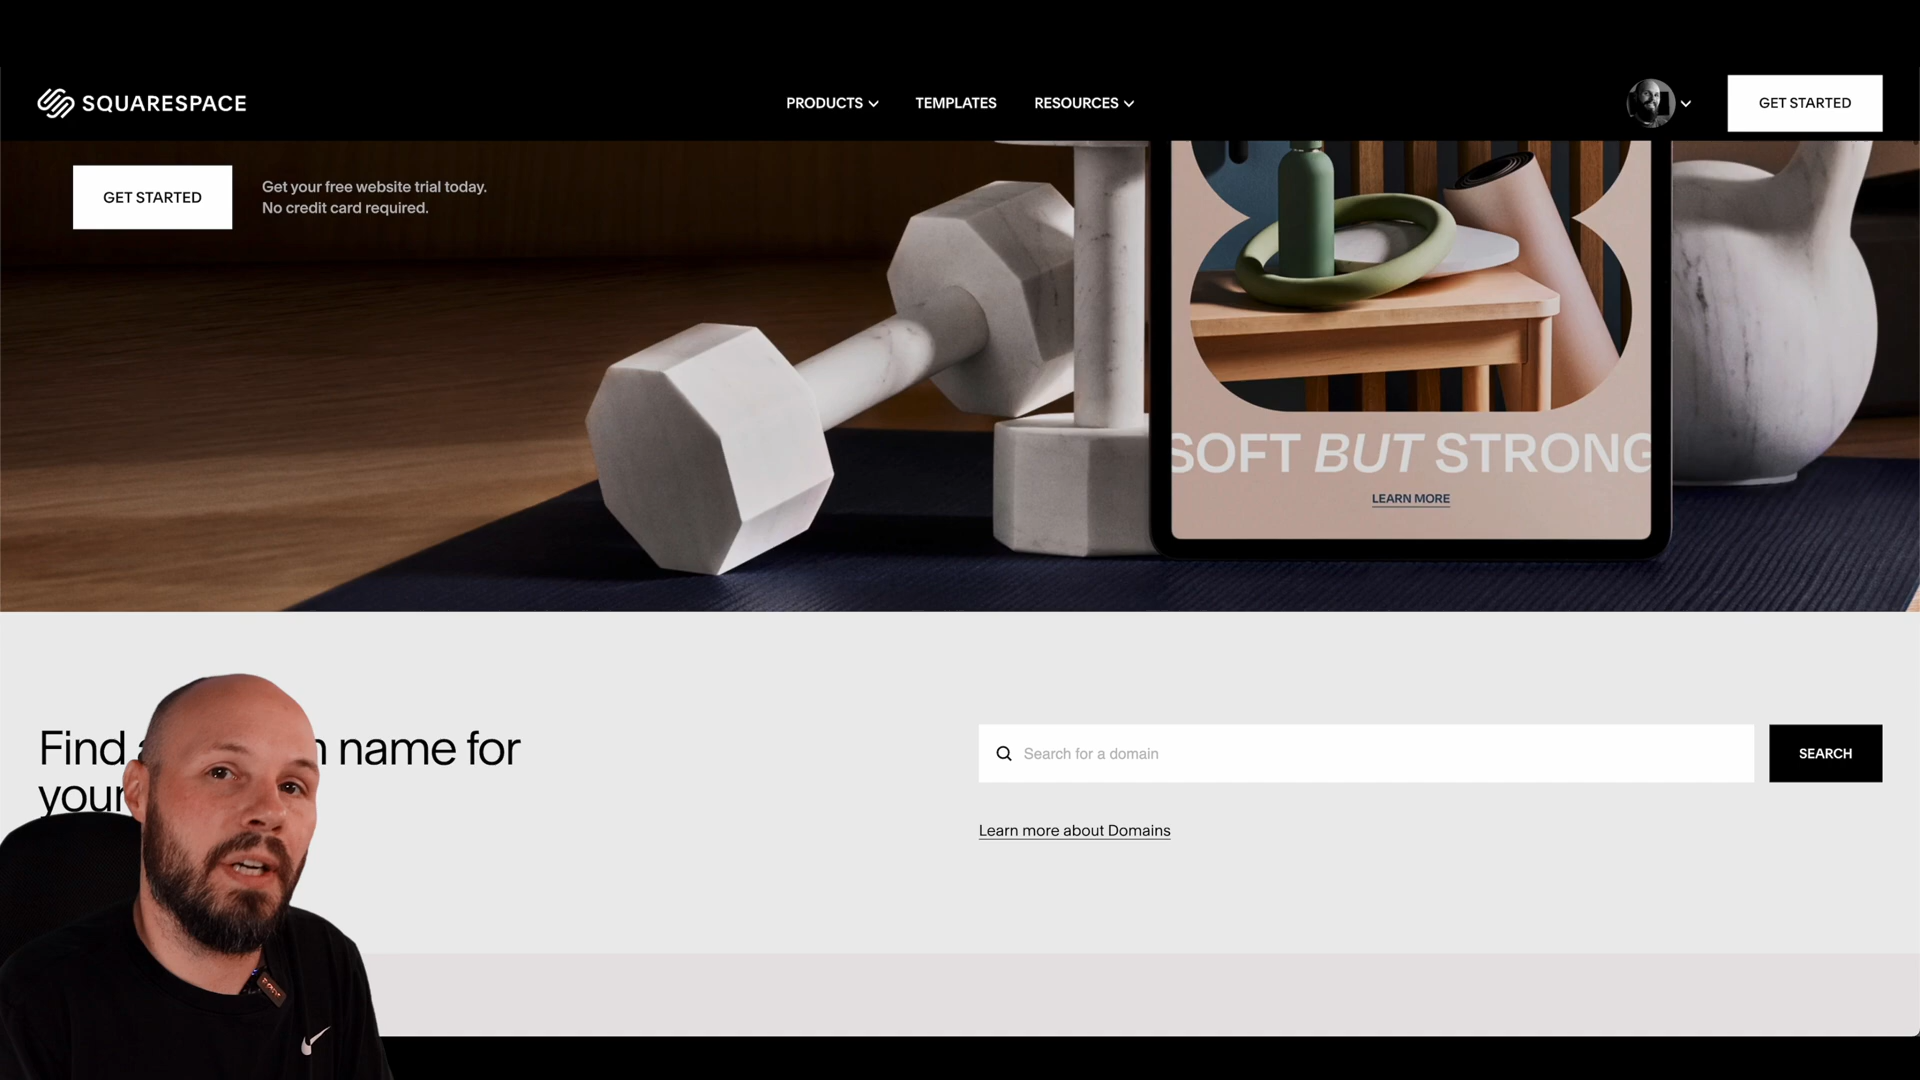 SQUARESPACE
PRODUCTS
TEMPLATES
RESOURCES
GET STARTED
GET STARTED
Get your free website trial today.
No credit card required.
SOFT BUT STRONG
LEARN MORE
Find name for
your
Search for a domain
SEARCH
Learn more about Domains